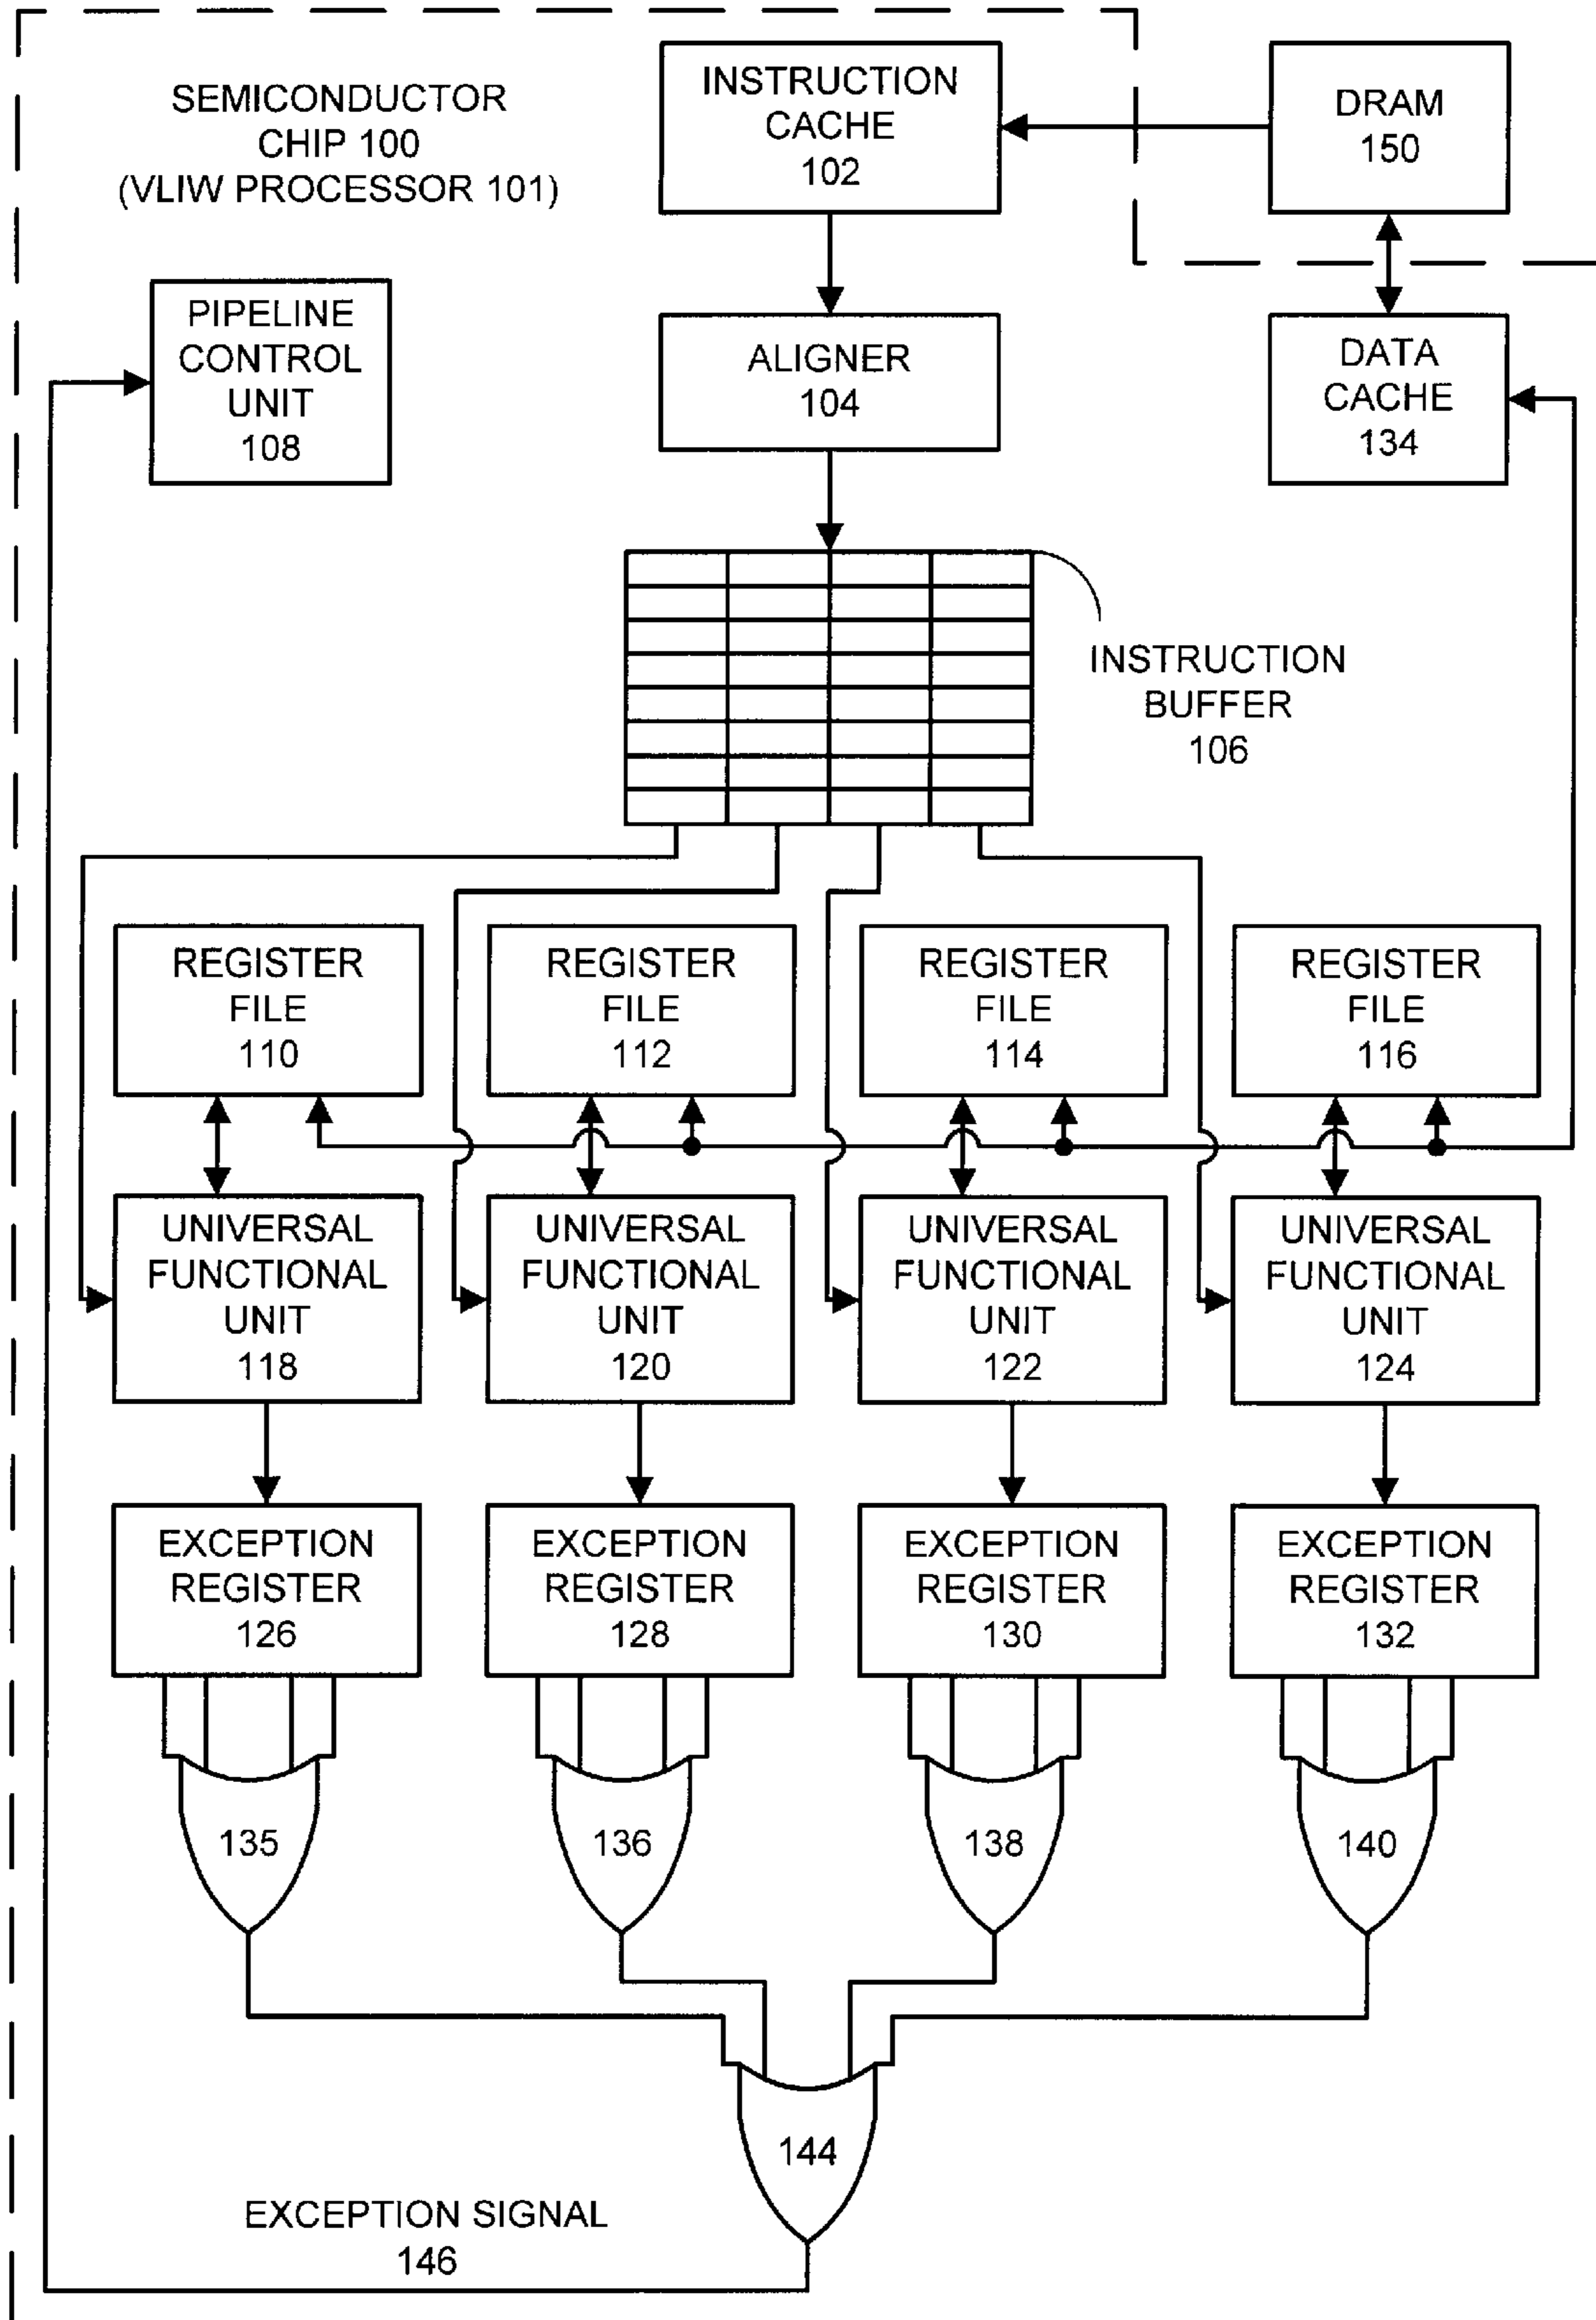 SEMICONDUCTOR
CHIP 100
(VLIW PROCESSOR 101)
INSTRUCTION
CACHE
102
DRAM
150
PIPELINE
CONTROL
UNIT
108
ALIGNER
104
DATA
CACHE
134
INSTRUCTION
BUFFER
106
REGISTER
FILE
110
REGISTER
FILE
112
REGISTER
FILE
114
REGISTER
FILE
116
UNIVERSAL
FUNCTIONAL
UNIT
118
UNIVERSAL
FUNCTIONAL
UNIT
120
UNIVERSAL
FUNCTIONAL
UNIT
122
UNIVERSAL
FUNCTIONAL
UNIT
124
EXCEPTION
REGISTER
126
EXCEPTION
REGISTER
128
EXCEPTION
REGISTER
130
EXCEPTION
REGISTER
132
135
136
138
140
144
EXCEPTION SIGNAL
146